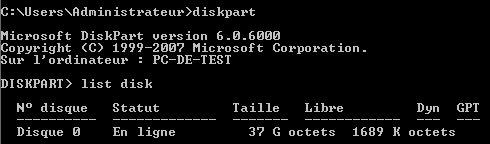 C:\Users\Administrateur>diskpart
Microsoft DiskPart version 6.0.6000
Copyright (C) 1999-2007 Microsoft Corporation.
Sur l'ordinateur : PC-DE-TEST
DISKPART> list disk
N° disque  Statut         Taille   Libre    Dyn  GPT
---------- -------------  -------  -------  ---  ---
Disque 0    En ligne        37 G octets  1689 K octets